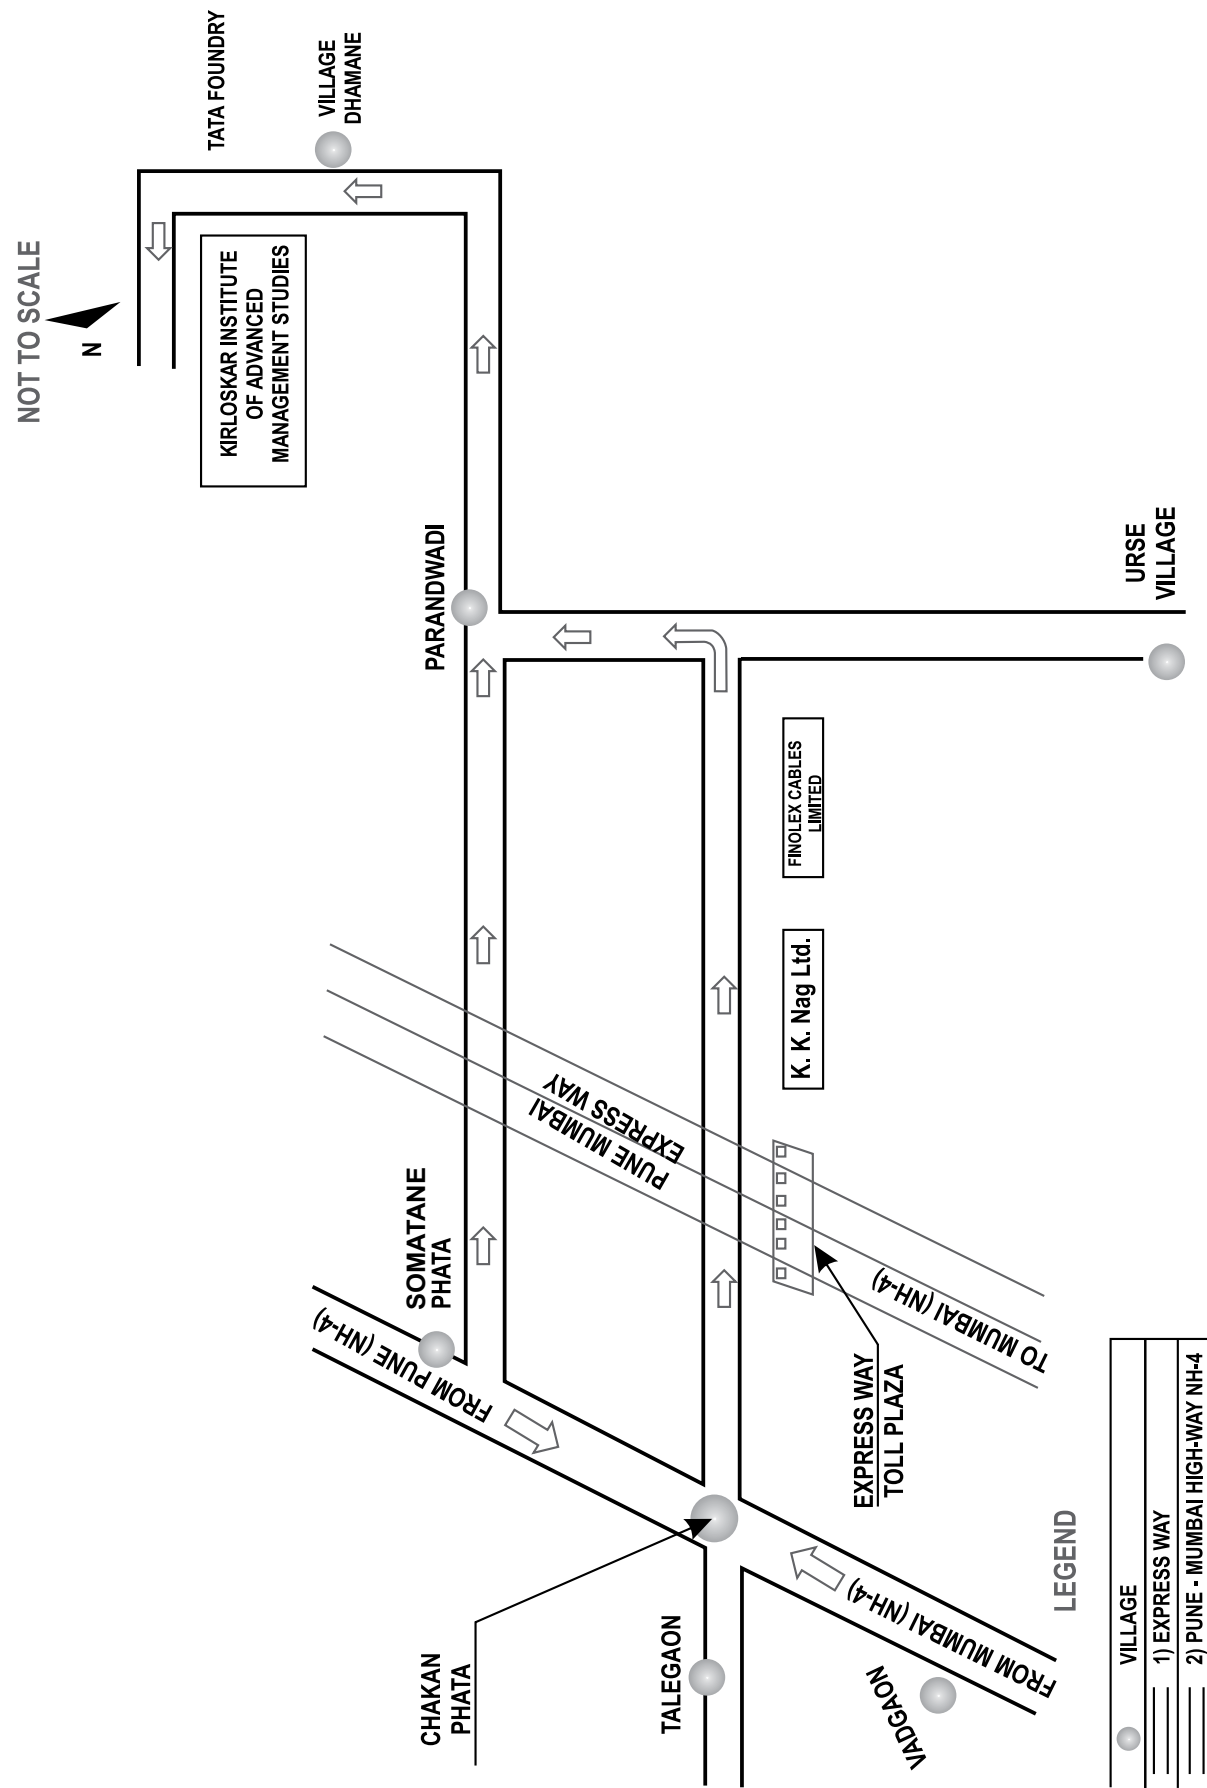 NOT TO SCALE
N
TATA FOUNDRY
VILLAGE
DHAMANE
KIRLOSKAR INSTITUTE
OF ADVANCED
MANAGEMENT STUDIES
PARANDWADI
URSE
VILLAGE
FINOLEX CABLES
LIMITED
K. K. Nag Ltd.
PUNE MUMBAI
EXPRESS WAY
SOMATANE
PHATA
FROM PUNE (NH-4)
TO MUMBAI (NH-4)
EXPRESS WAY
TOLL PLAZA
CHAKAN
PHATA
TALEGAON
VADGAON
FROM MUMBAI (NH-4)
LEGEND
VILLAGE
1) EXPRESS WAY
2) PUNE - MUMBAI HIGH-WAY NH-4